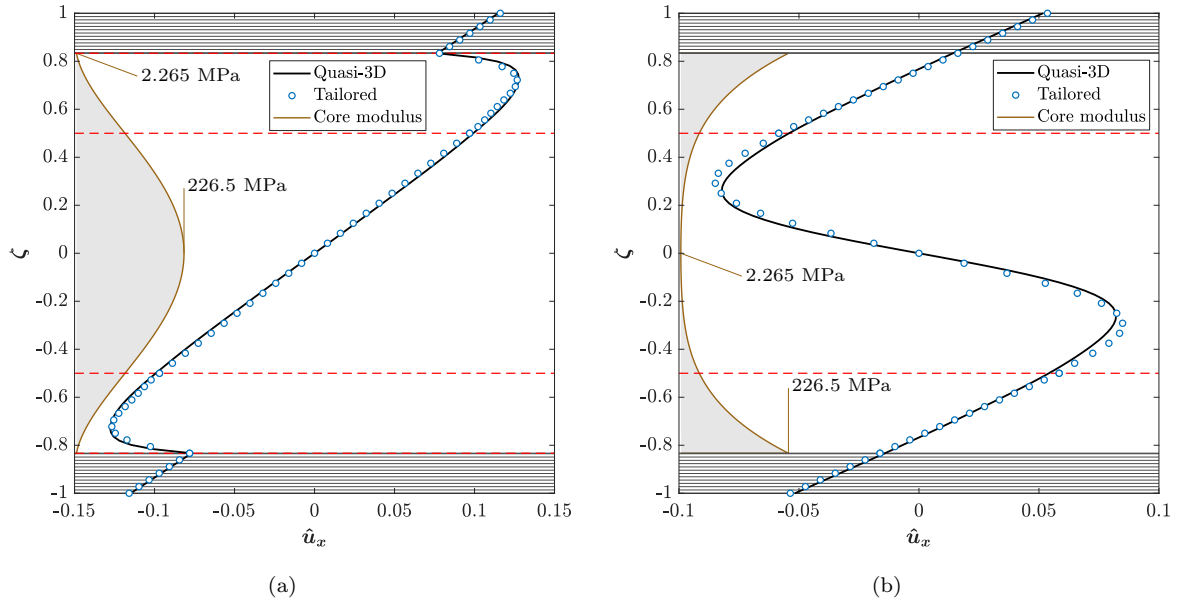 1
0.8
0.6
0.4
0.2
0
-0.2
-0.4
-0.6
-0.8
-1
ζ
2.265 MPa
Quasi-3D
Tailored
Core modulus
226.5 MPa
-0.15
-0.1
-0.05
0
0.05
0.1
0.15
û_x
(a)
1
0.8
0.6
0.4
0.2
0
-0.2
-0.4
-0.6
-0.8
-1
ζ
Quasi-3D
Tailored
Core modulus
2.265 MPa
226.5 MPa
-0.1
-0.05
0
0.05
0.1
û_x
(b)